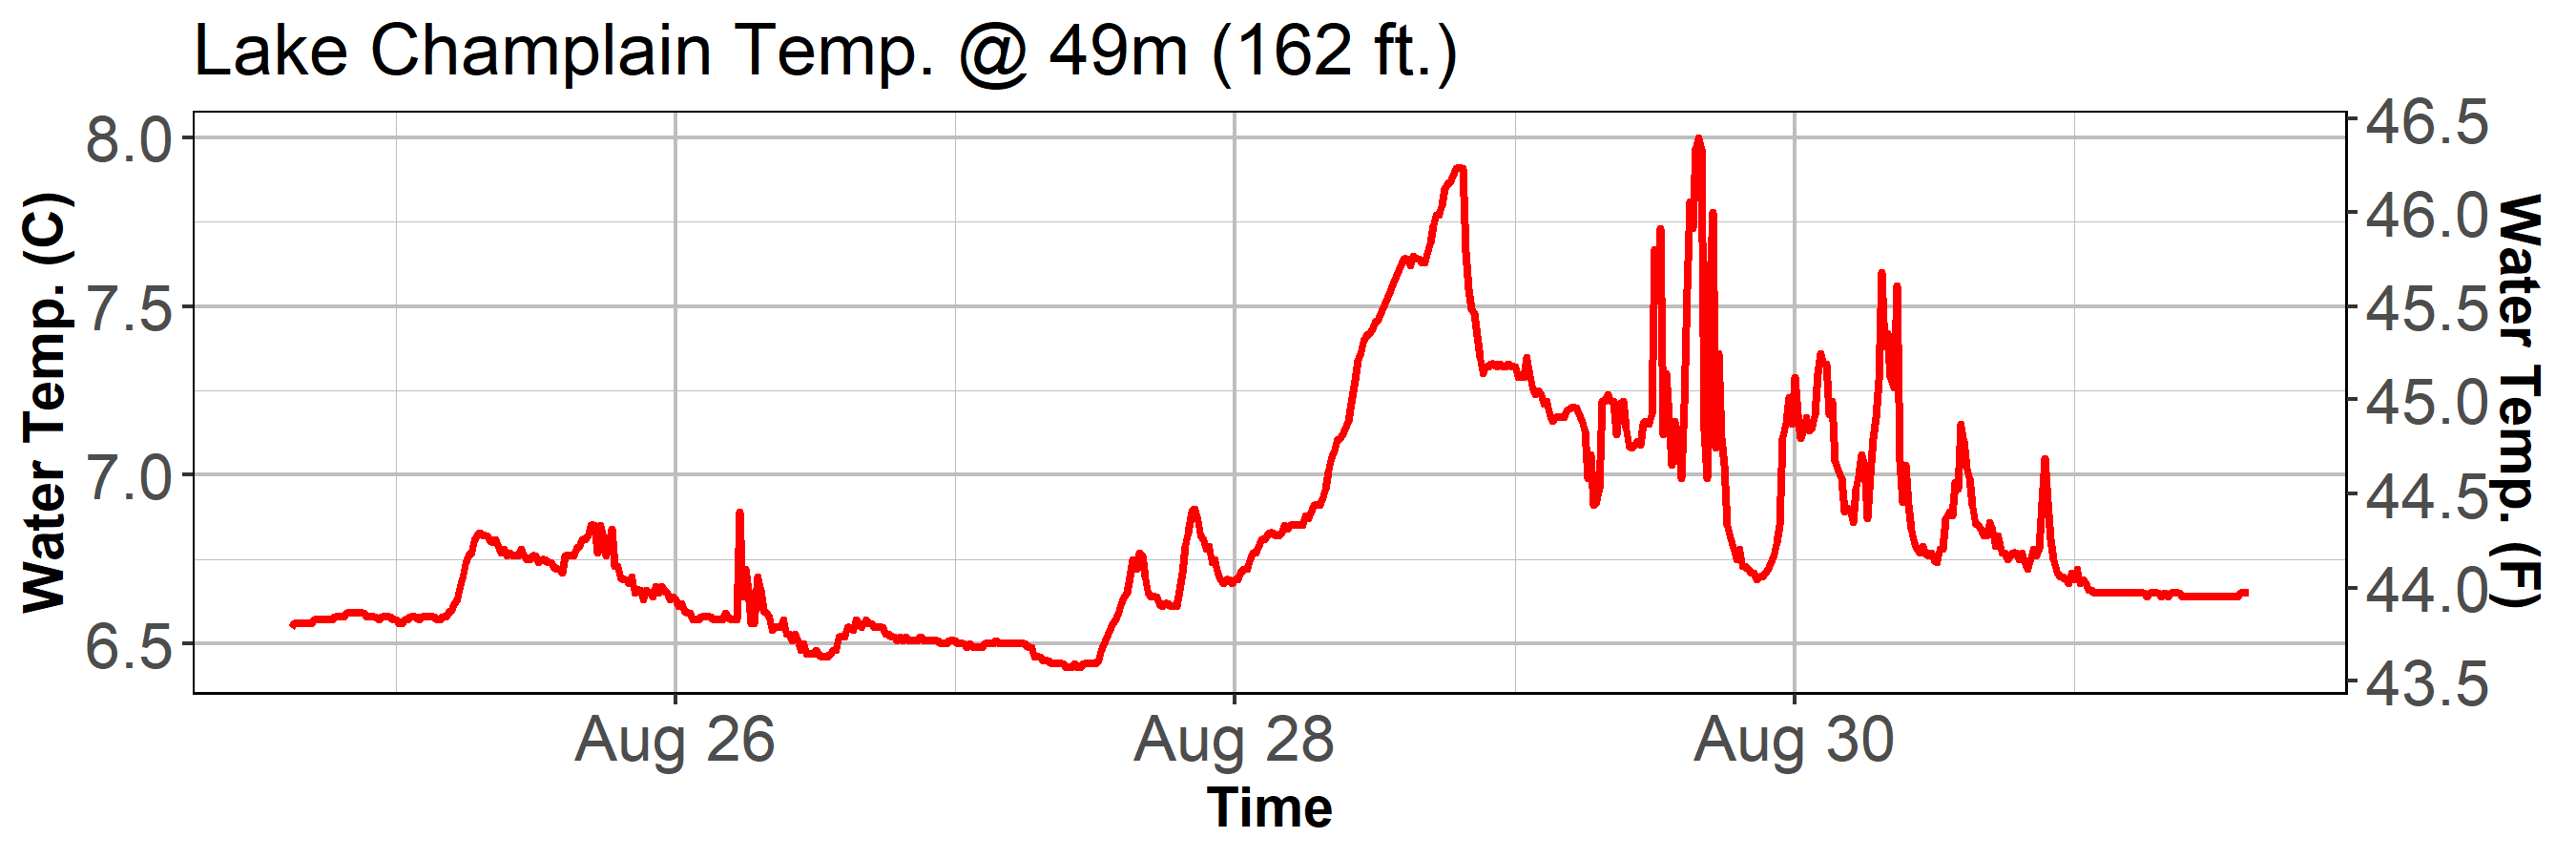 Lake Champlain Temp. @ 49m (162 ft.)
Water Temp. (C)
8.0
7.5
7.0
6.5
46.5
46.0
45.5
45.0
44.5
44.0
43.5
Water Temp. (F)
Aug 26
Aug 28
Aug 30
Time